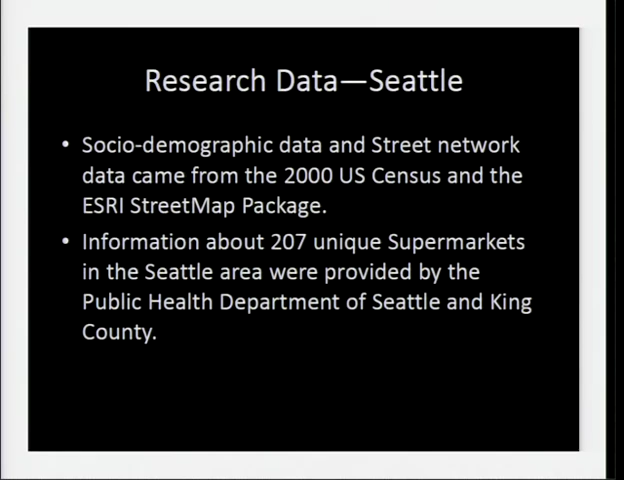 Research Data—Seattle
• Socio-demographic data and Street network
data came from the 2000 US Census and the
ESRI StreetMap Package.
• Information about 207 unique Supermarkets
in the Seattle area were provided by the
Public Health Department of Seattle and King
County.